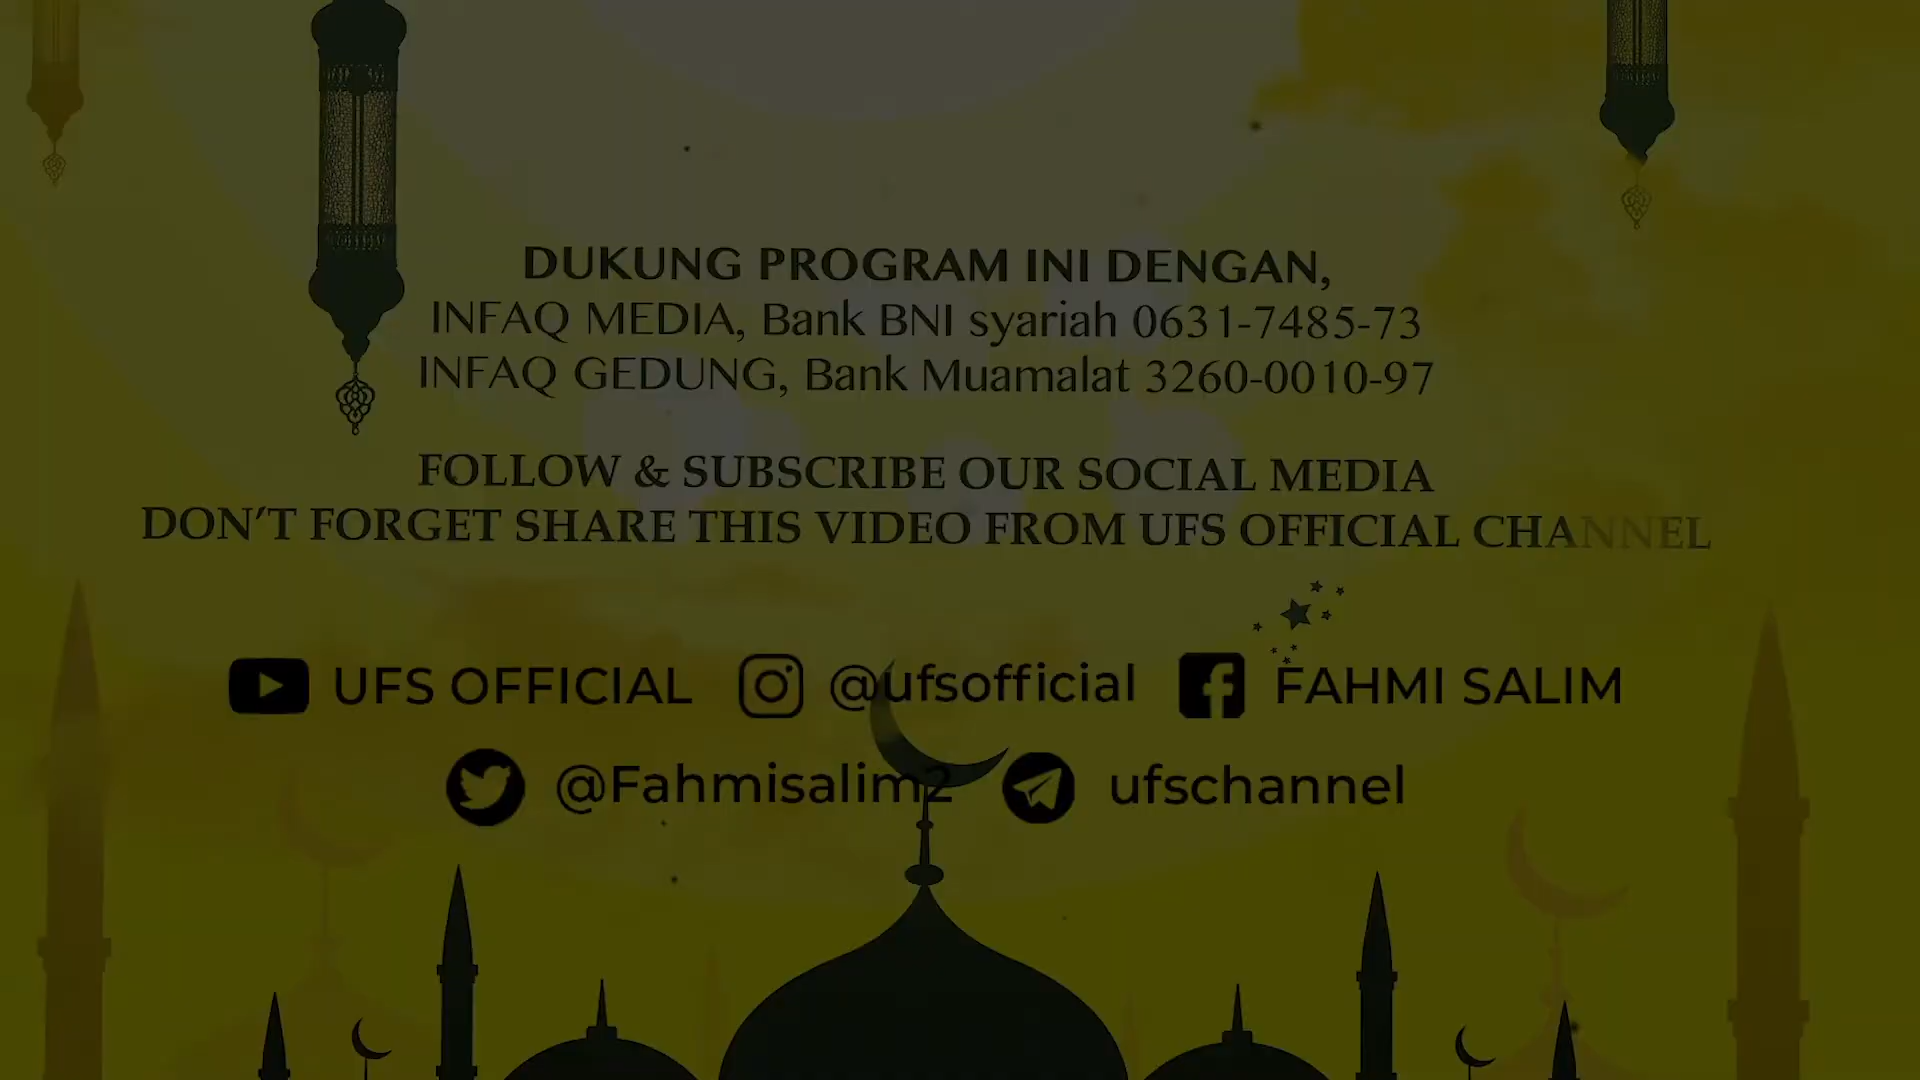 DUKUNG PROGRAM INI DENGAN,
INFAQ MEDIA, Bank BNI syariah 0631-7485-73
INFAQ GEDUNG, Bank Muamalat 3260-0010-97
FOLLOW & SUBSCRIBE OUR SOCIAL MEDIA
DON'T FORGET SHARE THIS VIDEO FROM UFS OFFICIAL CHANNEL
UFS OFFICIAL @ufsofficial FAHMI SALIM
@Fahmisalim2 ufschannel